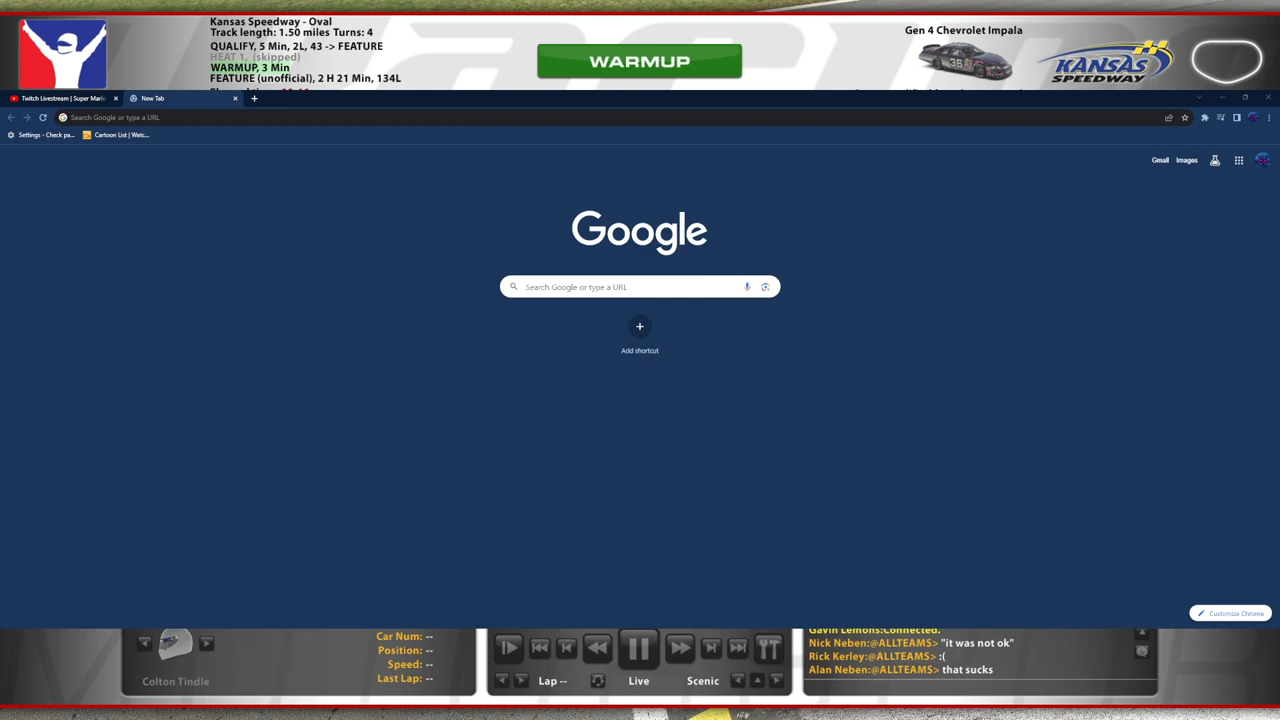 Kansas Speedway - Oval
Track length: 1.50 miles Turns: 4
QUALIFY, 5 Min, 2L, 43 -> FEATURE
HEAT 1. (skipped)
WARMUP, 3 Min
FEATURE (unofficial), 2 H 21 Min, 134L
WARMUP
Gen 4 Chevrolet Impala
36
KANSAS
SPEEDWAY
Twitch Livestream | Super Mario
New Tab
Search Google or type a URL
Settings - Check pa...
Cartoon List | Watc...
Gmail
Images
Google
Search Google or type a URL
Add shortcut
Customize Chrome
Colton Tindle
Car Num: --
Position: --
Speed: --
Last Lap: --
Lap --
Live
Scenic
Gavin Lemons:Connected.
Nick Neben:@ALLTEAMS> "it was not ok"
Rick Kerley:@ALLTEAMS> :(
Alan Neben:@ALLTEAMS> that sucks